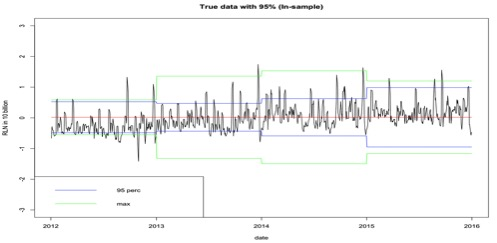 True data with 95% (In-sample)
RLN in 10 billion
3
2
1
0
-1
-2
-3
95 perc
max
2012
2013
2014
2015
2016
date